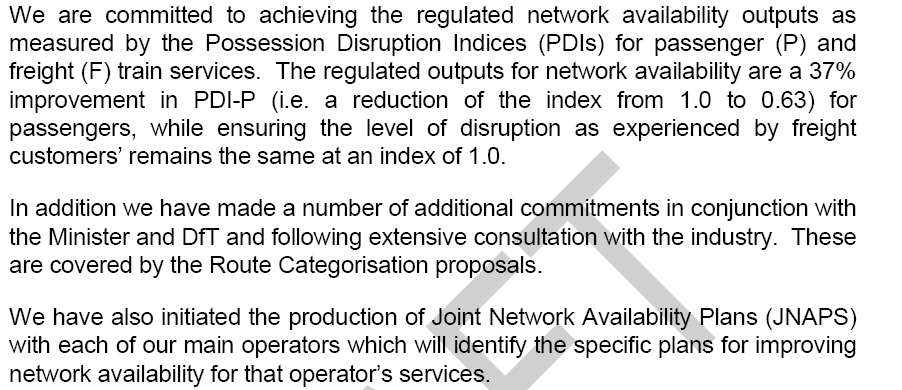 We are committed to achieving the regulated network availability outputs as
measured by the Possession Disruption Indices (PDIs) for passenger (P) and
freight (F) train services.  The regulated outputs for network availability are a 37%
improvement in PDI-P (i.e. a reduction of the index from 1.0 to 0.63) for
passengers, while ensuring the level of disruption as experienced by freight
customers' remains the same at an index of 1.0.
In addition we have made a number of additional commitments in conjunction with
the Minister and DfT and following extensive consultation with the industry.  These
are covered by the Route Categorisation proposals.
We have also initiated the production of Joint Network Availability Plans (JNAPS)
with each of our main operators which will identify the specific plans for improving
network availability for that operator's services.